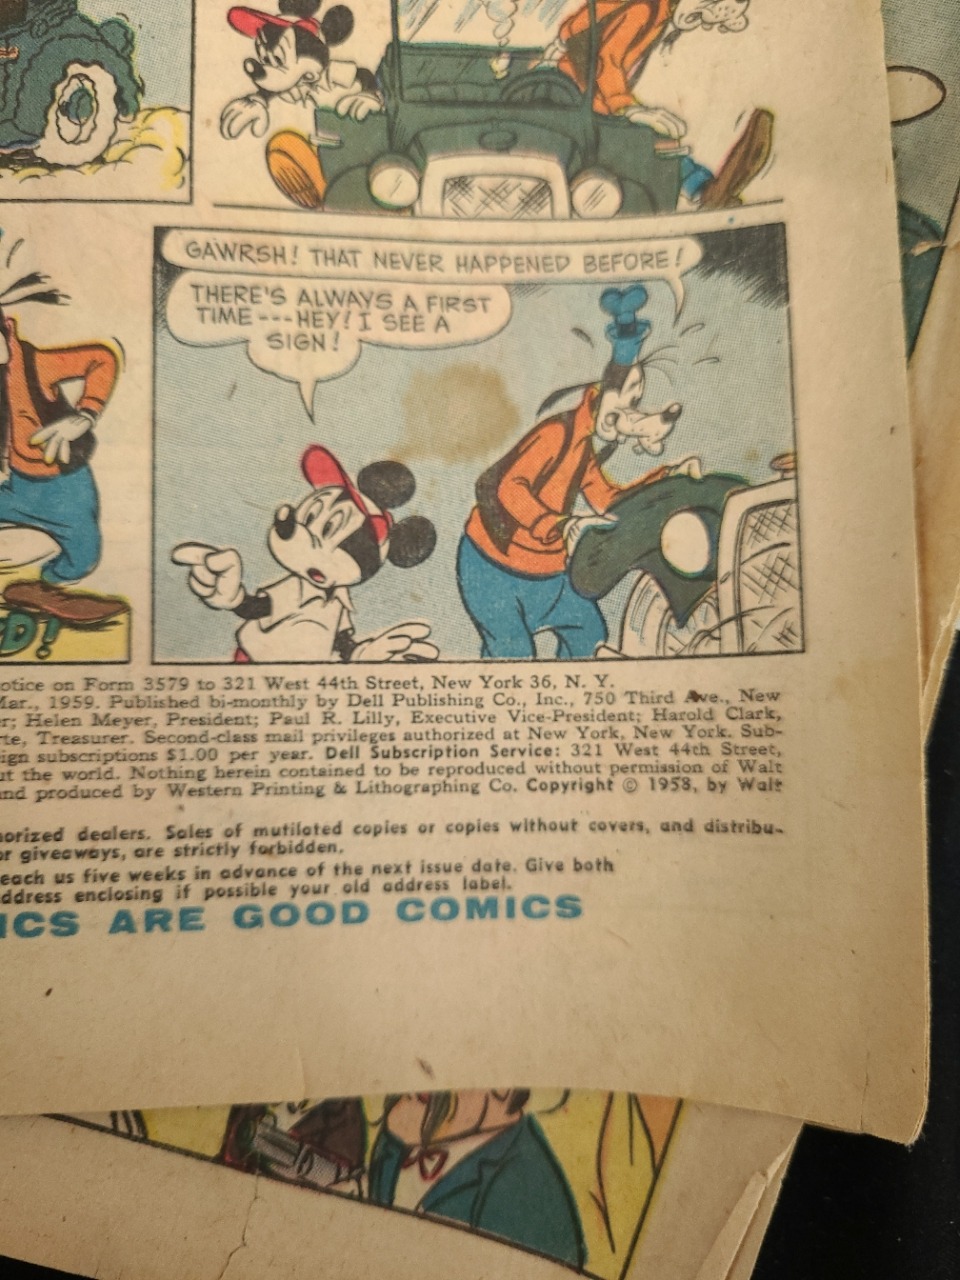 GAWRSH! THAT NEVER HAPPENED BEFORE!
THERE'S ALWAYS A FIRST
TIME---HEY! I SEE A
SIGN!
D!
otice on Form 3579 to 321 West 44th Street, New York 36, N. Y.
Mar., 1959. Published bi-monthly by Dell Publishing Co., Inc., 750 Third Ave., New
er; Helen Meyer, President; Paul R. Lilly, Executive Vice-President; Harold Clark,
rte, Treasurer. Second-class mail privileges authorized at New York, New York. Sub-
ign subscriptions $1.00 per year. Dell Subscription Service: 321 West 44th Street,
ut the world. Nothing herein contained to be reproduced without permission of Walt
nd produced by Western Printing & Lithographing Co. Copyright © 1958, by Walt
horized dealers. Sales of mutilated copies or copies without covers, and distribu-
or giveaways, are strictly forbidden.
each us five weeks in advance of the next issue date. Give both
ddress enclosing if possible your old address label.
ICS ARE GOOD COMICS